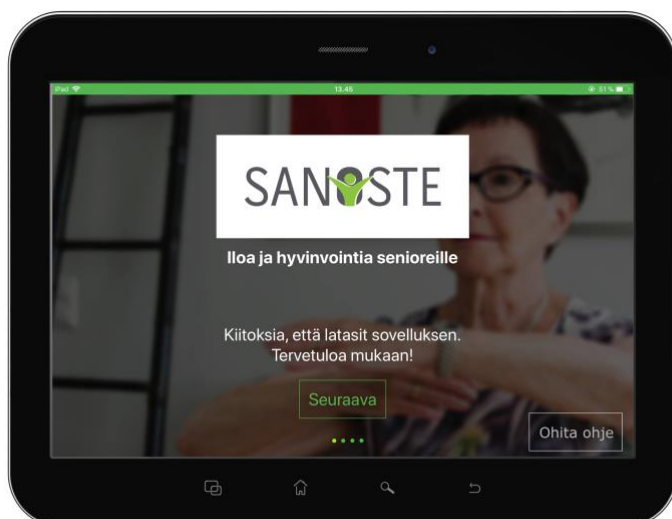 iPad 13.45 51 %
SANOSTE
Iloa ja hyvinvointia senioreille
Kiitoksia, että latasit sovelluksen.
Tervetuloa mukaan!
Seuraava
Ohita ohje